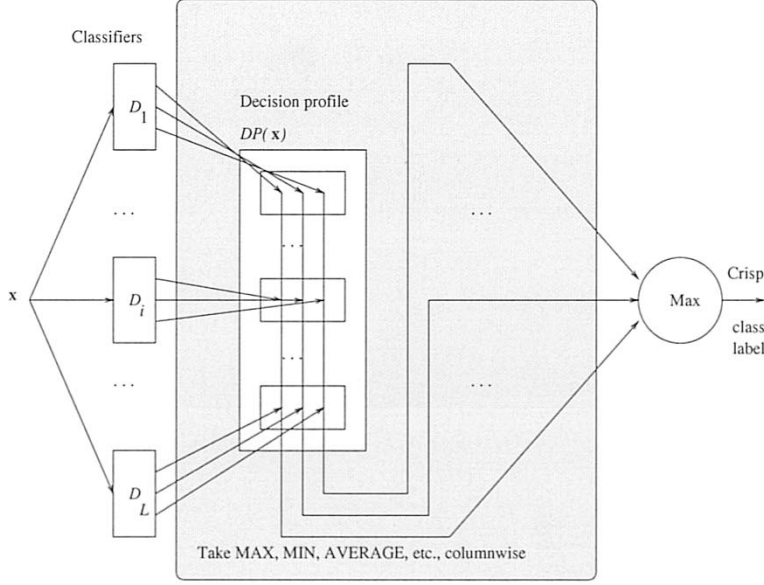 Classifiers
D1
Decision profile
DP( x)
. . .
. . .
. . .
x
Di
Max
Crisp
class
label
. . .
. . .
. . .
DL
Take MAX, MIN, AVERAGE, etc., columnwise